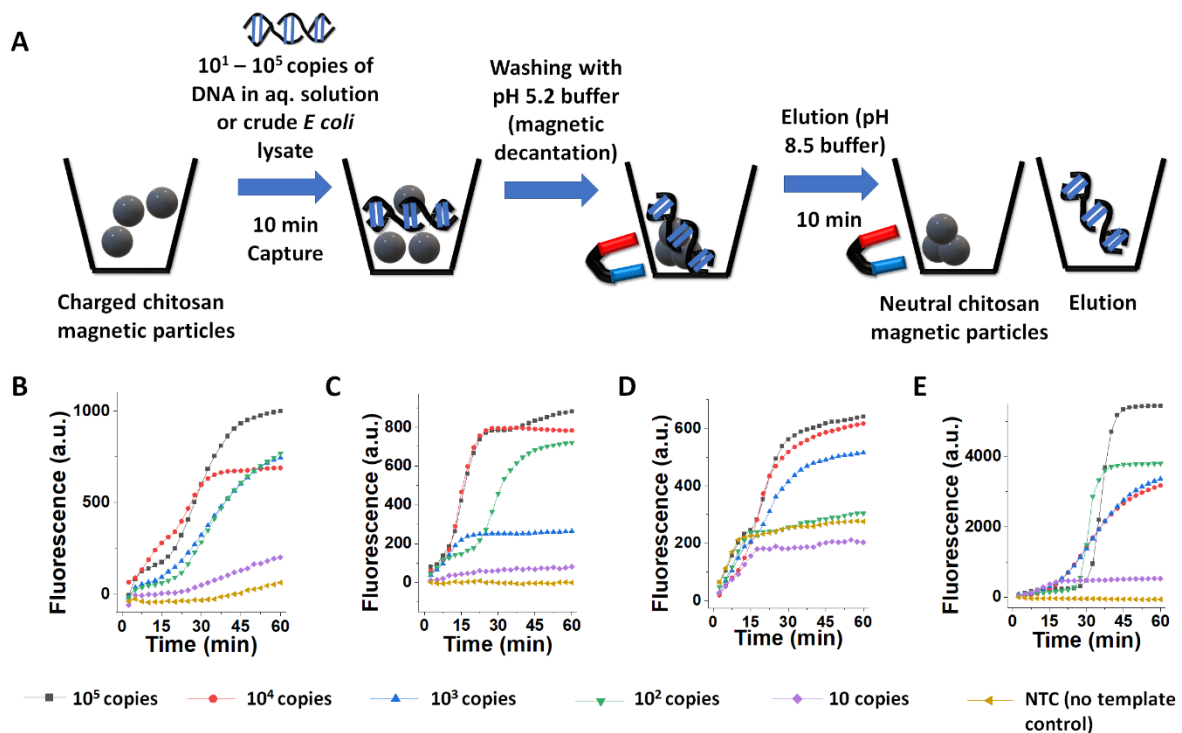 A
10¹ – 10⁵ copies of
DNA in aq. solution
or crude E coli
lysate
10 min
Capture
Washing with
pH 5.2 buffer
(magnetic
decantation)
Elution (pH
8.5 buffer)
10 min
Charged chitosan
magnetic particles
Neutral chitosan
magnetic particles
Elution
B
Fluorescence (a.u.)
1000
500
0
0 15 30 45 60
Time (min)
C
Fluorescence (a.u.)
800
600
400
200
0
0 15 30 45 60
Time (min)
D
Fluorescence (a.u.)
600
400
200
0
0 15 30 45 60
Time (min)
E
Fluorescence (a.u.)
4000
2000
0
0 15 30 45 60
Time (min)
10⁵ copies
10⁴ copies
10³ copies
10² copies
10 copies
NTC (no template
control)